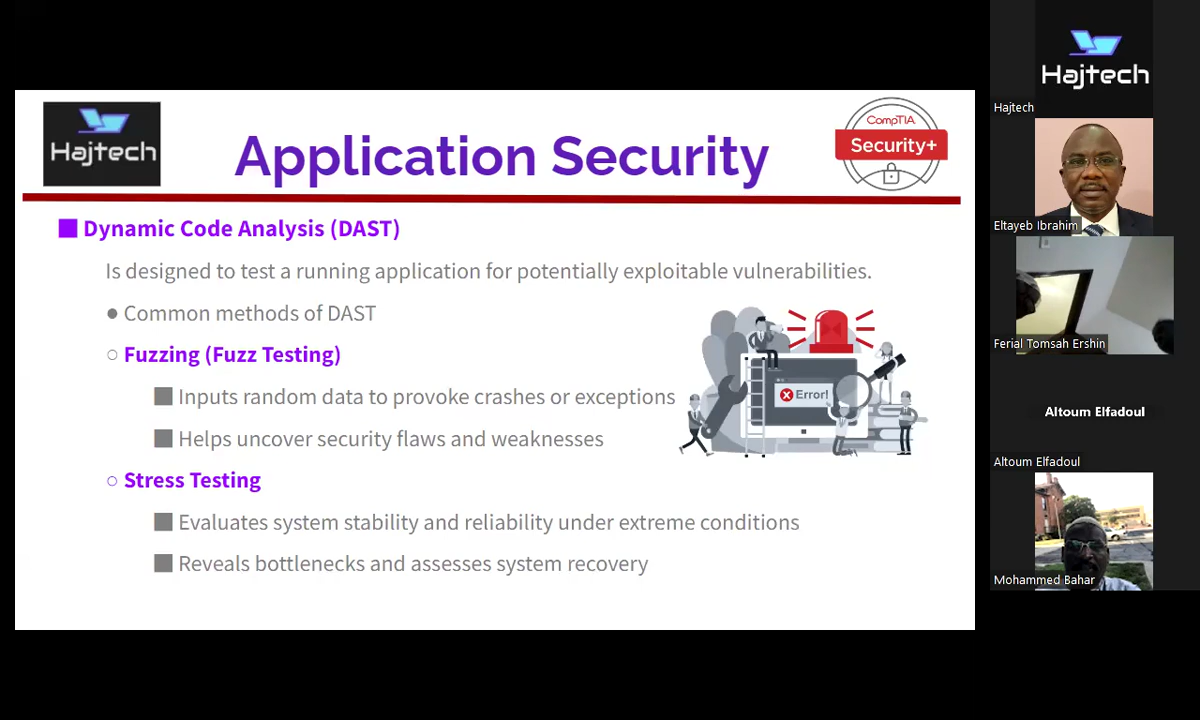 Hajtech
Application Security
CompTIA
Security+
■ Dynamic Code Analysis (DAST)
Is designed to test a running application for potentially exploitable vulnerabilities.
● Common methods of DAST
○ Fuzzing (Fuzz Testing)
■ Inputs random data to provoke crashes or exceptions
■ Helps uncover security flaws and weaknesses
Error!
○ Stress Testing
■ Evaluates system stability and reliability under extreme conditions
■ Reveals bottlenecks and assesses system recovery
Hajtech
Hajtech
Eltayeb Ibrahim
Ferial Tomsah Ershin
Altoum Elfadoul
Altoum Elfadoul
Mohammed Bahar